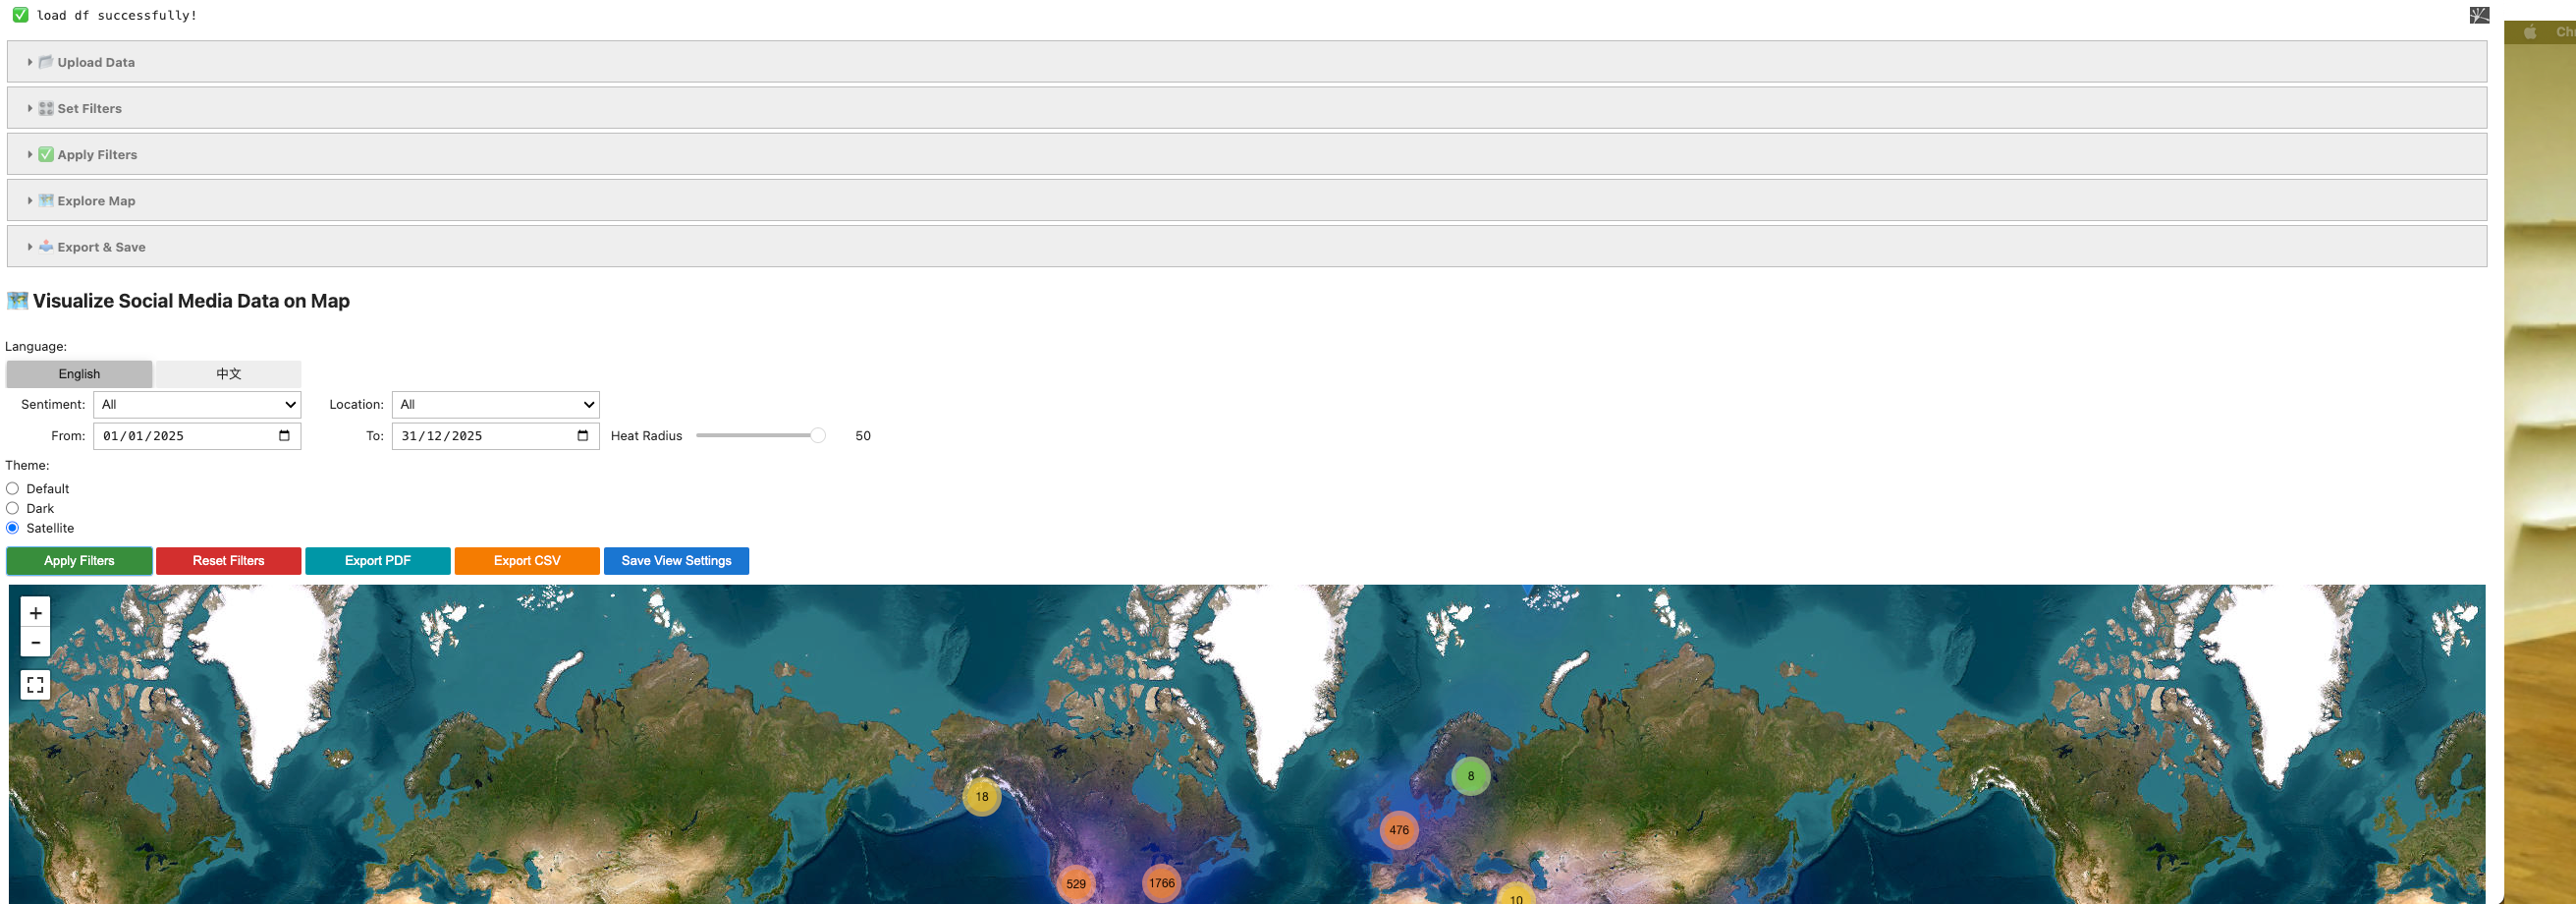 ✅ load df successfully!
Chr
Upload Data
Set Filters
Apply Filters
Explore Map
Export & Save
Visualize Social Media Data on Map
Language:
English 中文
Sentiment: All Location: All
From: 01/01/2025 To: 31/12/2025 Heat Radius 50
Theme:
Default
Dark
Satellite
Apply Filters Reset Filters Export PDF Export CSV Save View Settings
+
-
8
18
476
529 1766
10